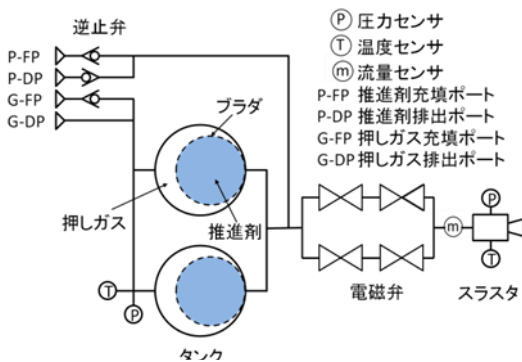 逆止弁
P-FP
P-DP
G-FP
G-DP
Ⓟ 圧力センサ
Ⓣ 温度センサ
ⓜ 流量センサ
P-FP 推進剤充填ポート
P-DP 推進剤排出ポート
G-FP 押しガス充填ポート
G-DP 押しガス排出ポート
ブラダ
押しガス
推進剤
T
P
タンク
電磁弁
m
P
T
スラスタ